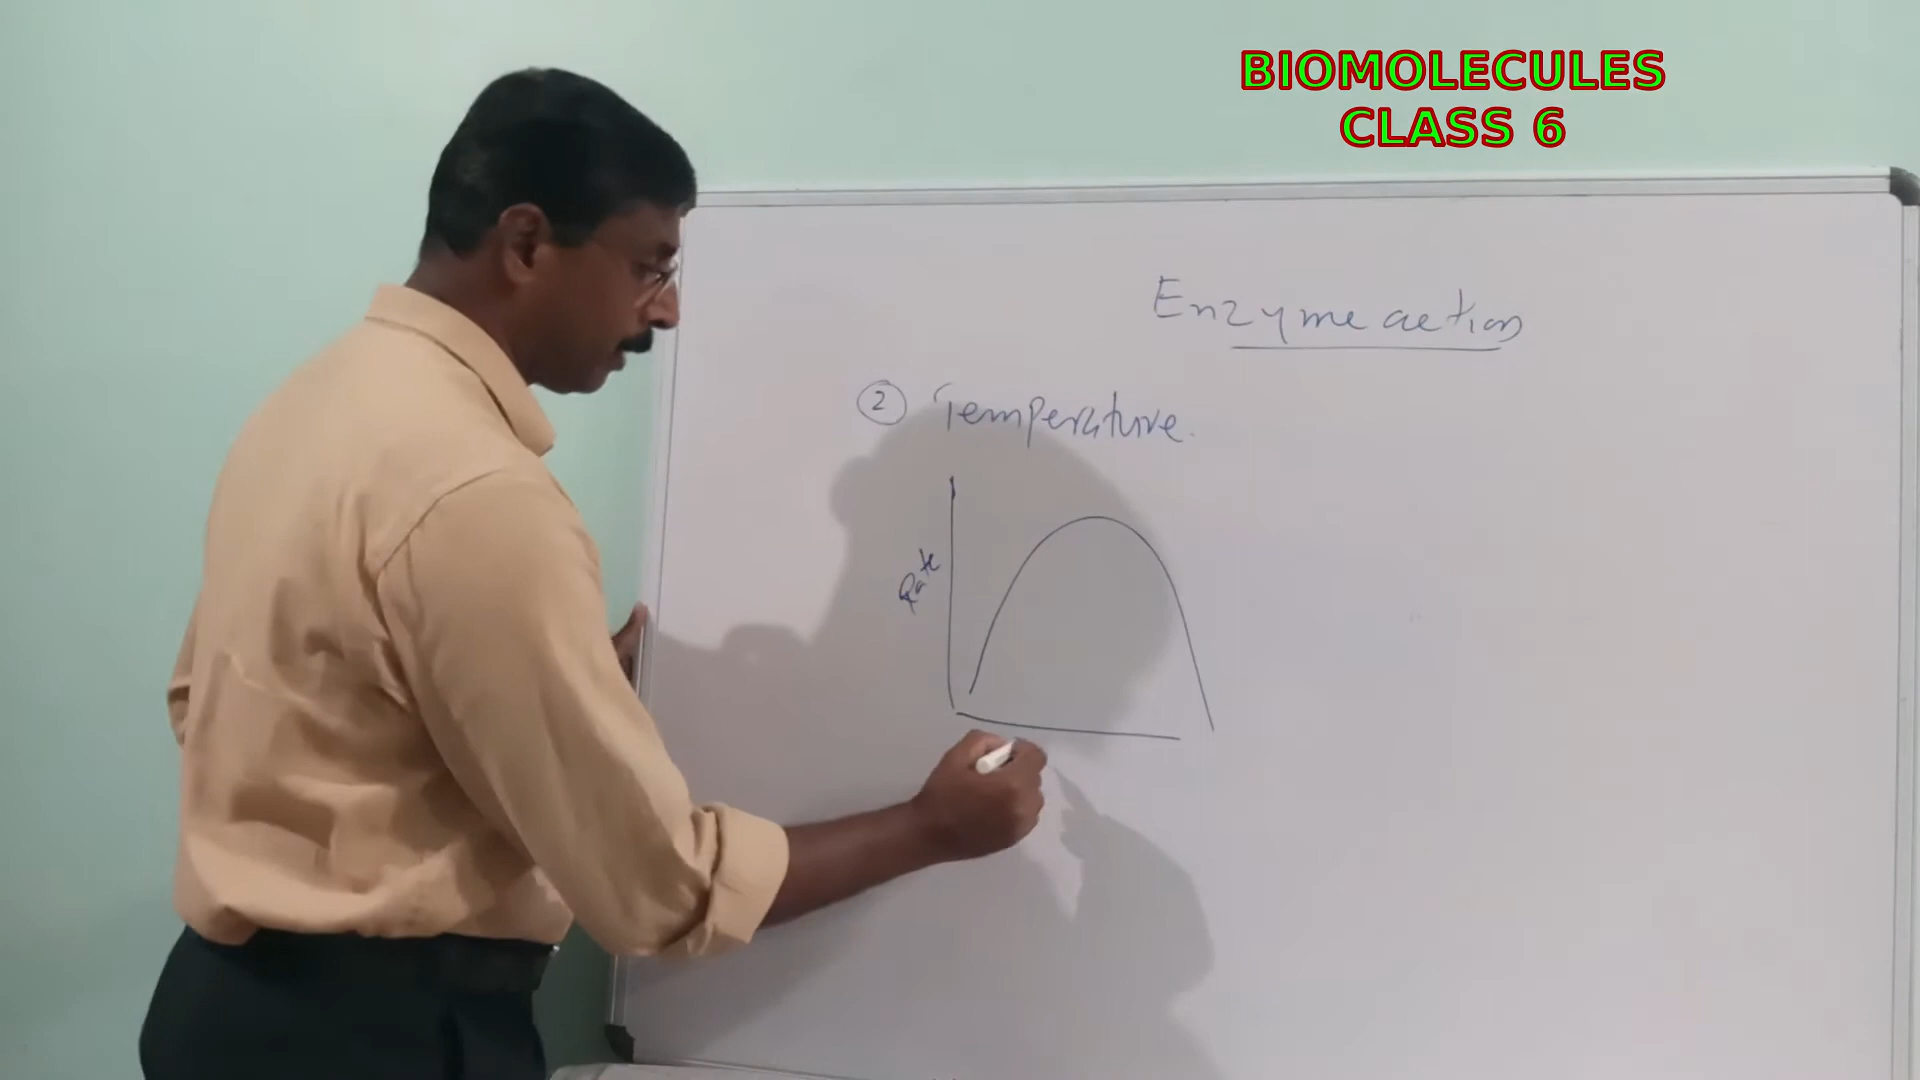 BIOMOLECULES
CLASS 6
Enzyme action
2 Temperature.
Rate